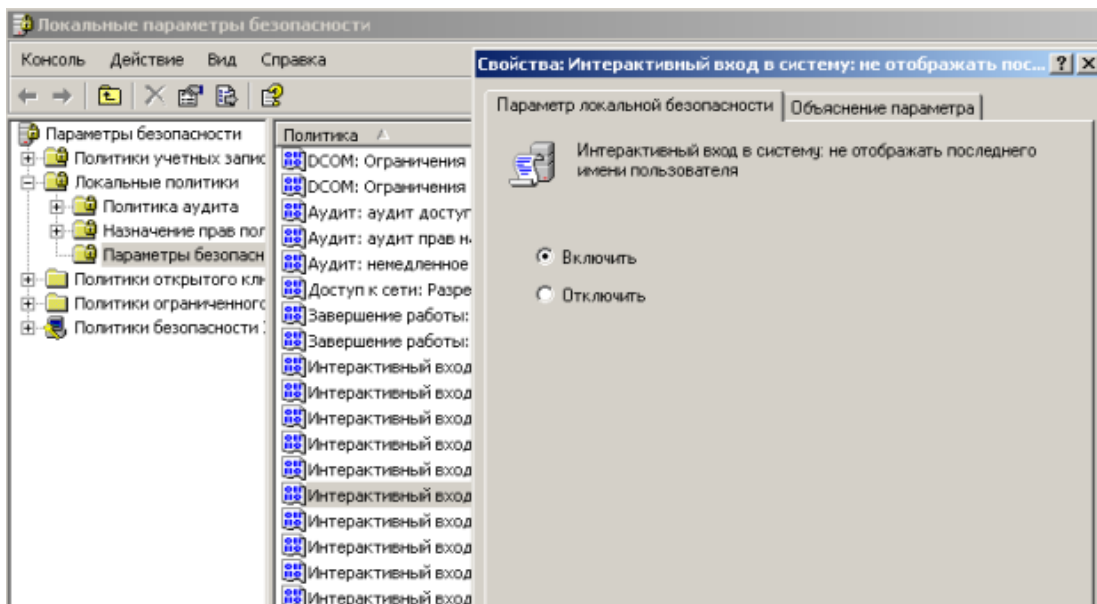 Локальные параметры безопасности
Консоль Действие Вид Справка
Параметры безопасности
Политики учетных запис
Локальные политики
Политика аудита
Назначение прав пол
Параметры безопасн
Политики открытого клю
Политики ограниченного
Политики безопасности
Политика
DCOM: Ограничения
DCOM: Ограничения
Аудит: аудит доступ
Аудит: аудит прав на
Аудит: немедленное
Доступ к сети: Разре
Завершение работы:
Завершение работы:
Интерактивный вход
Интерактивный вход
Интерактивный вход
Интерактивный вход
Интерактивный вход
Интерактивный вход
Интерактивный вход
Интерактивный вход
Интерактивный вход
Интерактивный вход
Свойства: Интерактивный вход в систему: не отображать пос...
Параметр локальной безопасности Объяснение параметра
Интерактивный вход в систему: не отображать последнего
имени пользователя
Включить
Отключить